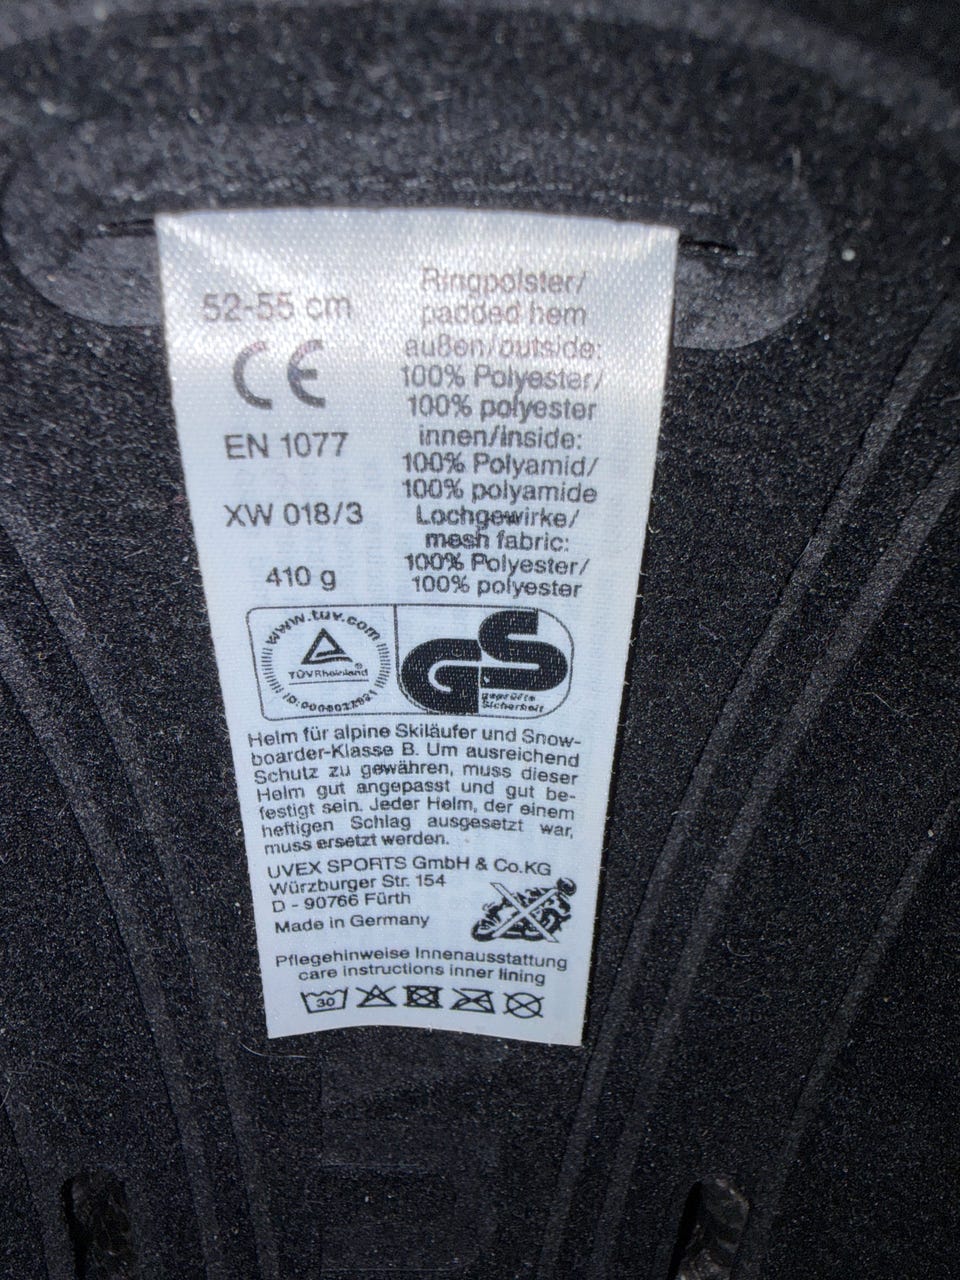 52-55 cm
EN 1077
XW 018/3
410 g
Ringpolster/
padded hem
außen/outside:
100% Polyester/
100% polyester
innen/inside:
100% Polyamid/
100% polyamide
Lochgewirke/
mesh fabric:
100% Polyester/
100% polyester
www.tuv.com
TÜVRheinland®
GS
geprüfte
Sicherheit
Helm für alpine Skiläufer und Snow-
boarder-Klasse B. Um ausreichend
Schutz zu gewähren, muss dieser
Helm gut angepasst und gut be-
festigt sein. Jeder Helm, der einem
heftigen Schlag ausgesetzt war,
muss ersetzt werden.
UVEX SPORTS GmbH & Co.KG
Würzburger Str. 154
D - 90766 Fürth
Made in Germany
Pflegehinweise Innenausstattung
care instructions inner lining
30